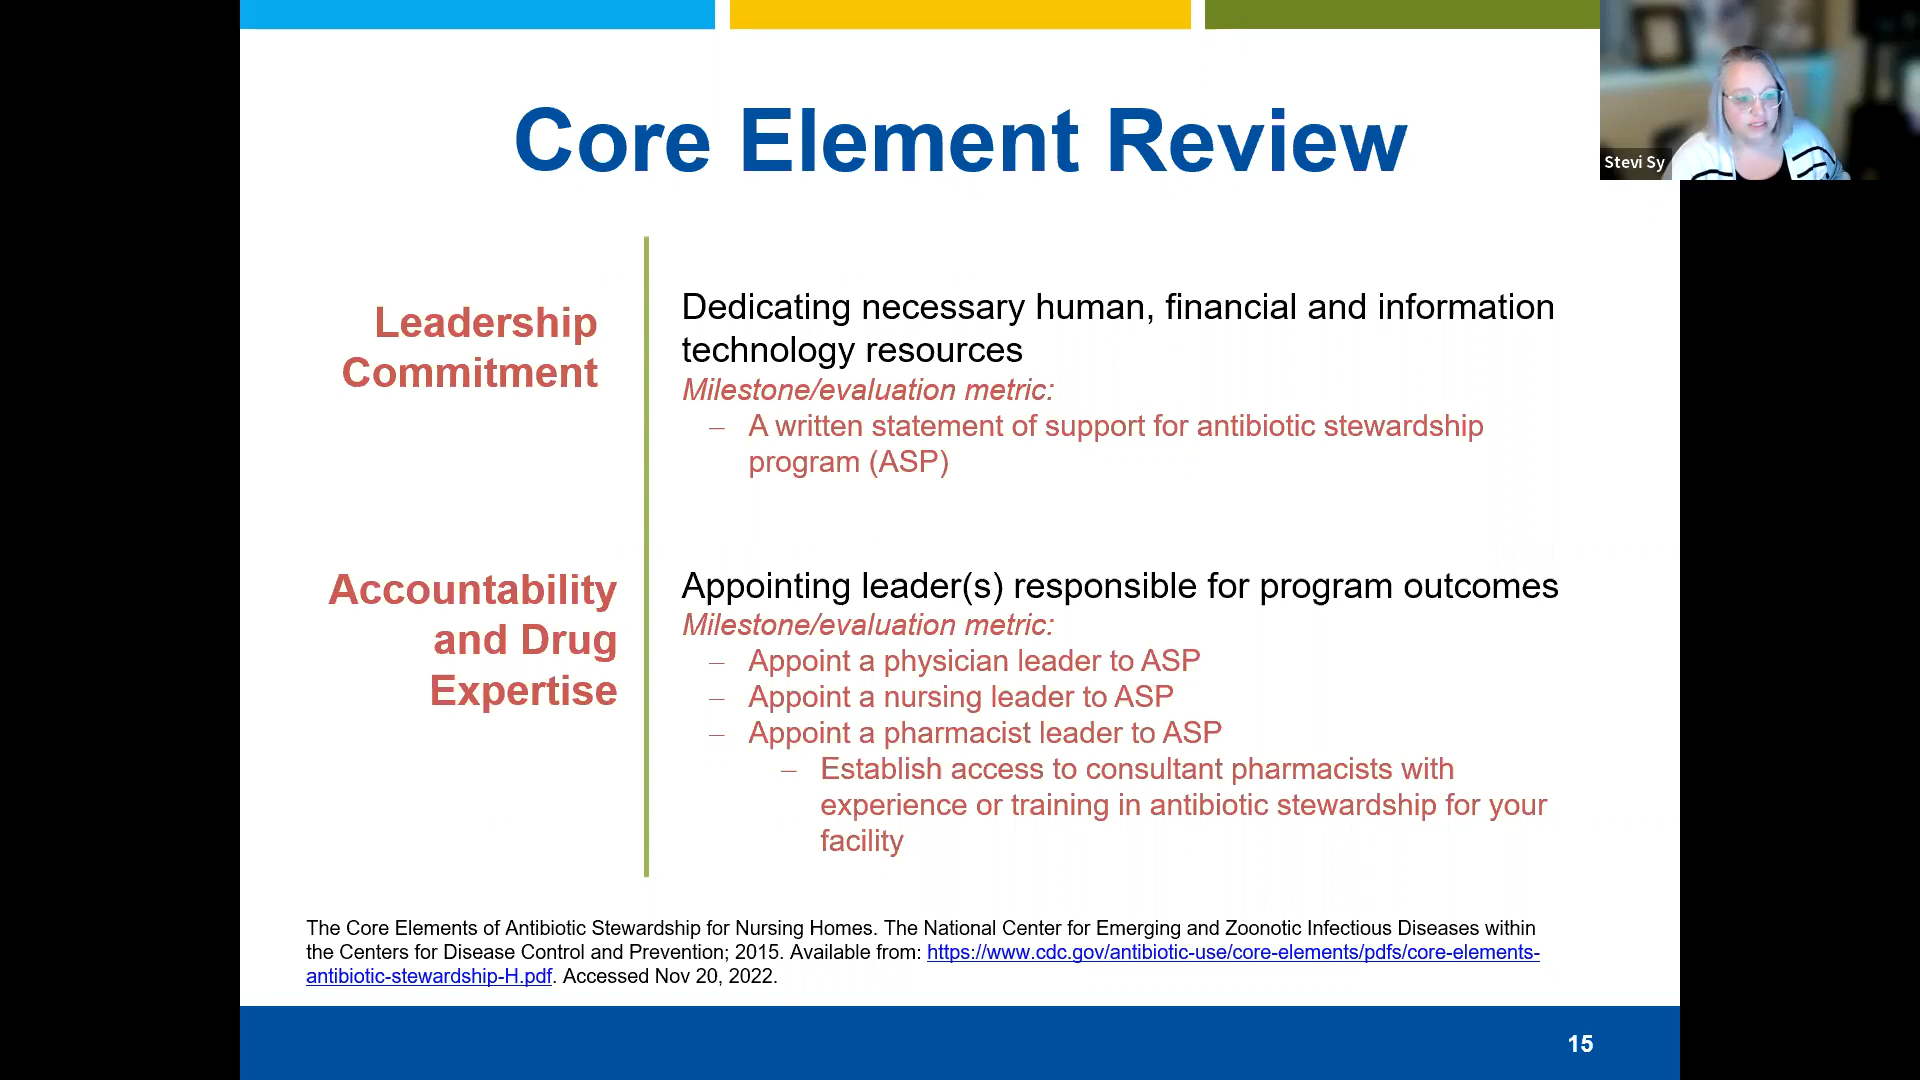 Core Element Review
Stevi Sy
Leadership
Commitment
Dedicating necessary human, financial and information
technology resources
Milestone/evaluation metric:
– A written statement of support for antibiotic stewardship
program (ASP)
Accountability
and Drug
Expertise
Appointing leader(s) responsible for program outcomes
Milestone/evaluation metric:
– Appoint a physician leader to ASP
– Appoint a nursing leader to ASP
– Appoint a pharmacist leader to ASP
– Establish access to consultant pharmacists with
experience or training in antibiotic stewardship for your
facility
The Core Elements of Antibiotic Stewardship for Nursing Homes. The National Center for Emerging and Zoonotic Infectious Diseases within
the Centers for Disease Control and Prevention; 2015. Available from: https://www.cdc.gov/antibiotic-use/core-elements/pdfs/core-elements-
antibiotic-stewardship-H.pdf. Accessed Nov 20, 2022.
15